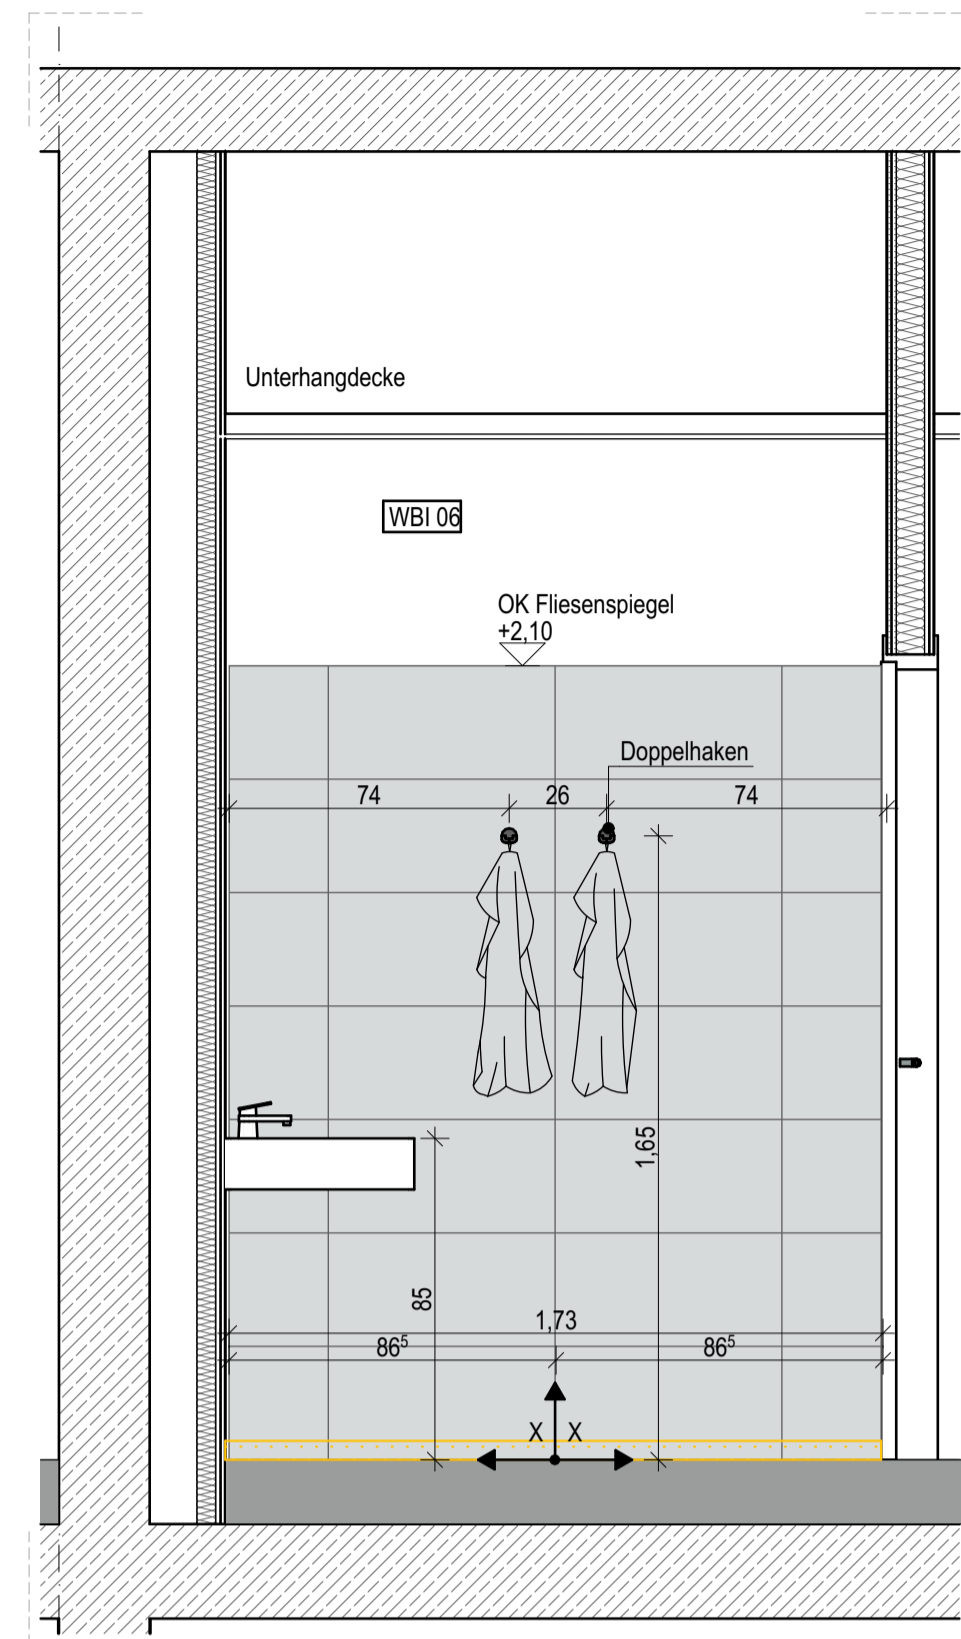 Unterhangdecke
WBI 06
OK Fliesenspiegel
+2,10
Doppelhaken
74 26 74
1,65
85
1,73
86⁵ 86⁵
X X